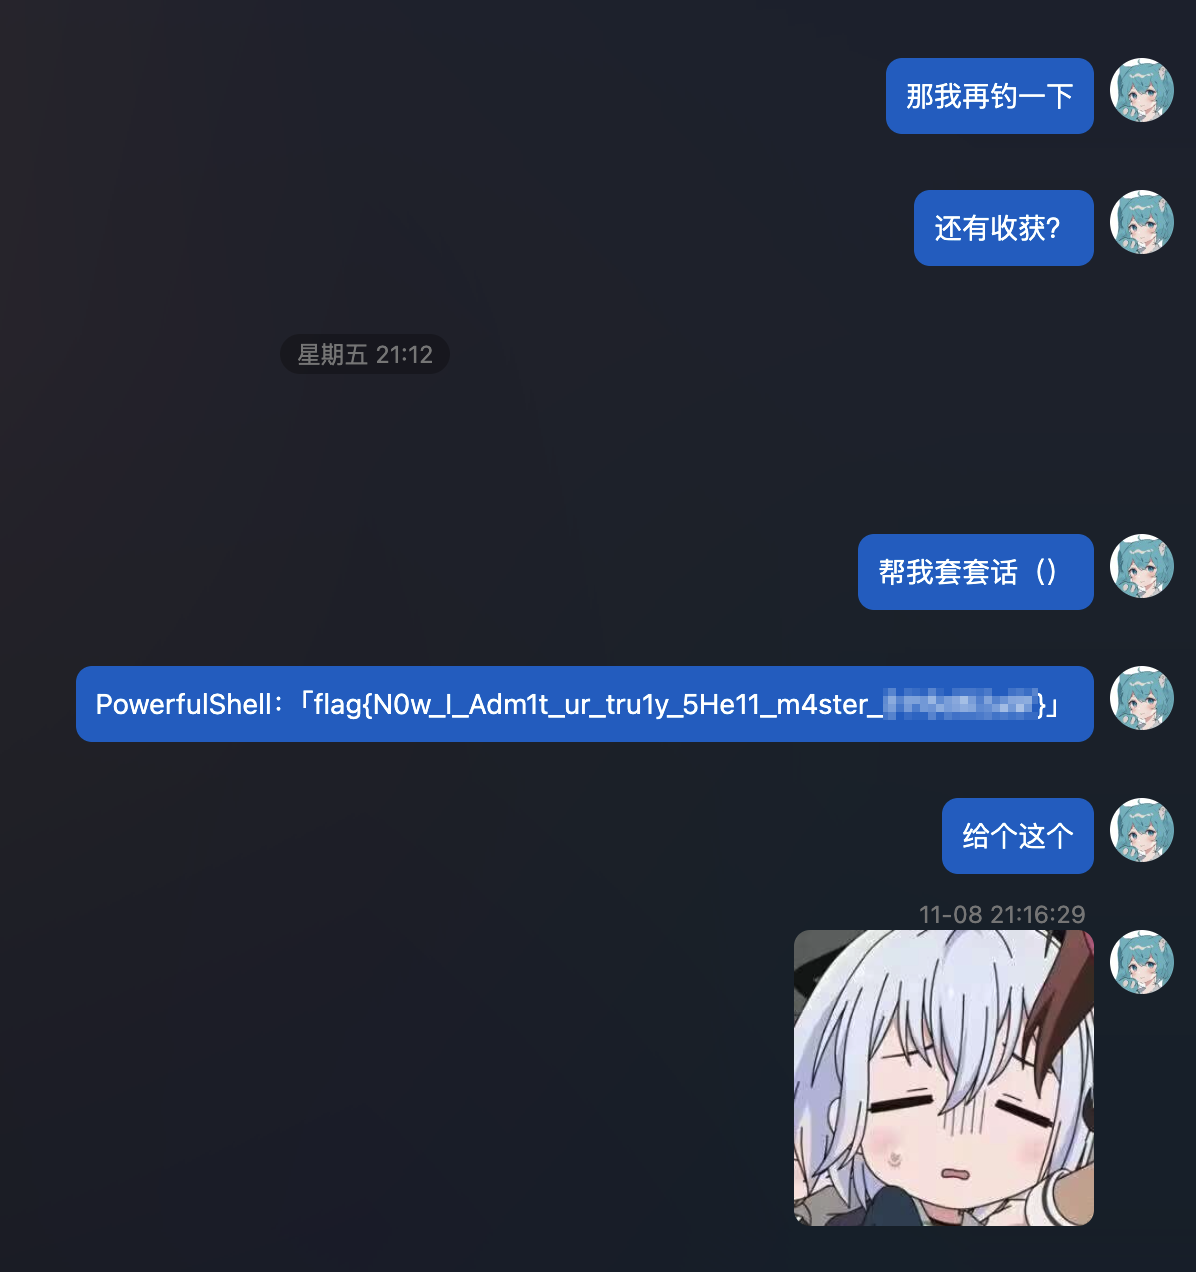 那我再钓一下
还有收获?
星期五 21:12
帮我套套话（）
PowerfulShell：「flag{N0w_I_Adm1t_ur_tru1y_5He11_m4ster_}」
给个这个
11-08 21:16:29